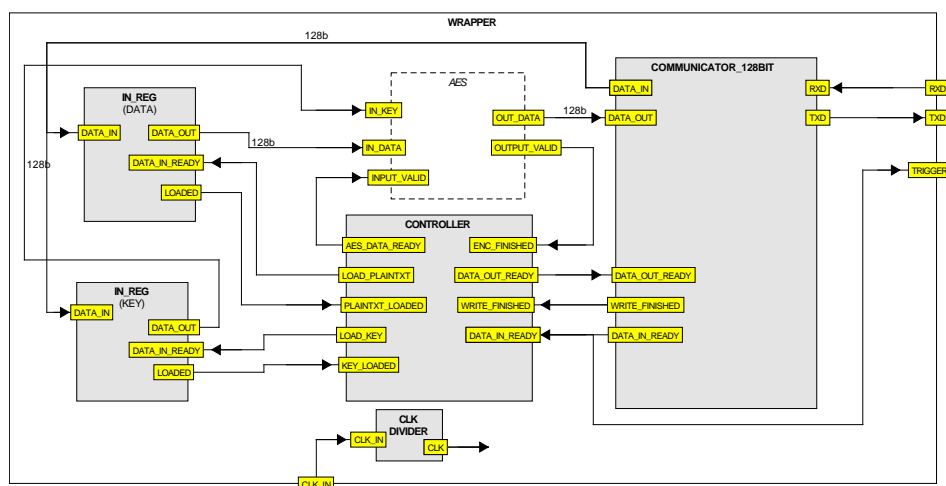 WRAPPER
128b
COMMUNICATOR_128BIT
AES
IN_REG
(DATA)
DATA_IN
RXD
RXD
IN_KEY
OUT_DATA
128b
DATA_OUT
TXD
TXD
DATA_IN
DATA_OUT
128b
IN_DATA
OUTPUT_VALID
128b
DATA_IN_READY
INPUT_VALID
TRIGGER
LOADED
CONTROLLER
AES_DATA_READY
ENC_FINISHED
LOAD_PLAINTXT
DATA_OUT_READY
DATA_OUT_READY
IN_REG
(KEY)
PLAINTXT_LOADED
WRITE_FINISHED
WRITE_FINISHED
DATA_IN
DATA_OUT
LOAD_KEY
DATA_IN_READY
DATA_IN_READY
DATA_IN_READY
LOADED
KEY_LOADED
CLK
DIVIDER
CLK_IN
CLK
CLK_IN